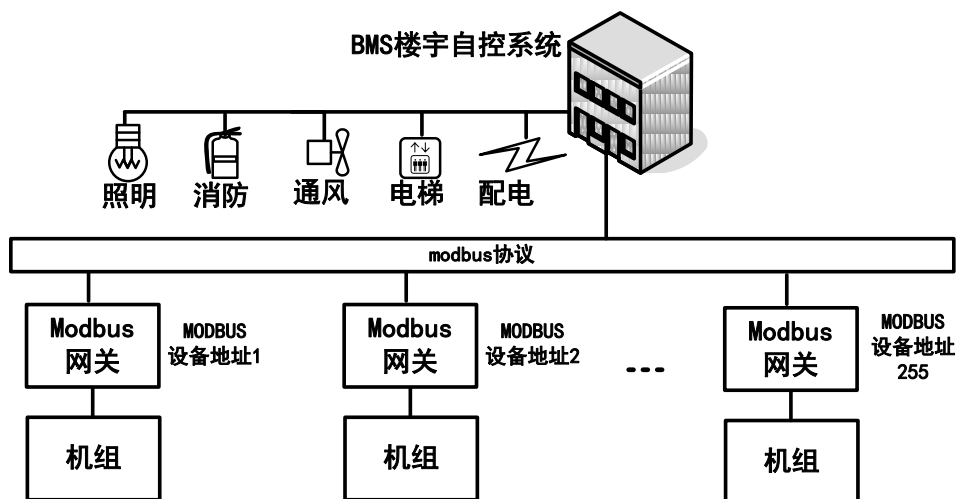 BMS楼宇自控系统
照明
消防
通风
电梯
配电
modbus协议
Modbus
网关
MODBUS
设备地址1
Modbus
网关
MODBUS
设备地址2
---
Modbus
网关
MODBUS
设备地址
255
机组
机组
机组